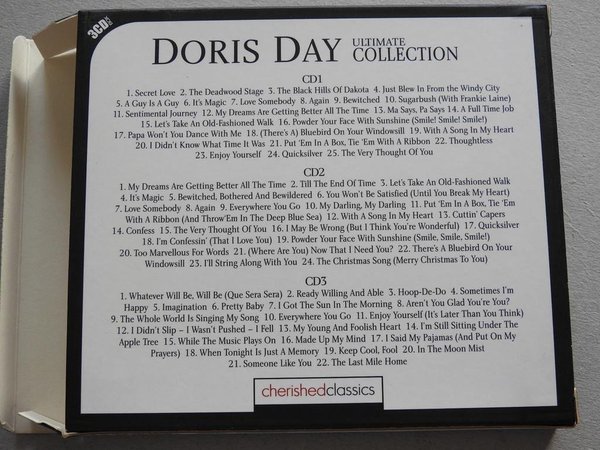 3CD SET
DORIS DAY ULTIMATE COLLECTION
CD1
1. Secret Love 2. The Deadwood Stage 3. The Black Hills Of Dakota 4. Just Blew In From the Windy City
5. A Guy Is A Guy 6. It's Magic 7. Love Somebody 8. Again 9. Bewitched 10. Sugarbush (With Frankie Laine)
11. Sentimental Journey 12. My Dreams Are Getting Better All The Time 13. Ma Says, Pa Says 14. A Full Time Job
15. Let's Take An Old-Fashioned Walk 16. Powder Your Face With Sunshine (Smile! Smile! Smile!)
17. Papa Won't You Dance With Me 18. (There's A) Bluebird On Your Windowsill 19. With A Song In My Heart
20. I Didn't Know What Time It Was 21. Put 'Em In A Box, Tie 'Em With A Ribbon 22. Thoughtless
23. Enjoy Yourself 24. Quicksilver 25. The Very Thought Of You
CD2
1. My Dreams Are Getting Better All The Time 2. Till The End Of Time 3. Let's Take An Old-Fashioned Walk
4. It's Magic 5. Bewitched, Bothered And Bewildered 6. You Won't Be Satisfied (Until You Break My Heart)
7. Love Somebody 8. Again 9. Everywhere You Go 10. My Darling, My Darling 11. Put 'Em In A Box, Tie 'Em
With A Ribbon (And Throw'Em In The Deep Blue Sea) 12. With A Song In My Heart 13. Cuttin' Capers
14. Confess 15. The Very Thought Of You 16. I May Be Wrong (But I Think You're Wonderful) 17. Quicksilver
18. I'm Confessin' (That I Love You) 19. Powder Your Face With Sunshine (Smile, Smile, Smile!)
20. Too Marvellous For Words 21. (Where Are You) Now That I Need You? 22. There's A Bluebird On Your
Windowsill 23. I'll String Along With You 24. The Christmas Song (Merry Christmas To You)
CD3
1. Whatever Will Be, Will Be (Que Sera Sera) 2. Ready Willing And Able 3. Hoop-De-Do 4. Sometimes I'm
Happy 5. Imagination 6. Pretty Baby 7. I Got The Sun In The Morning 8. Aren't You Glad You're You?
9. The Whole World Is Singing My Song 10. Everywhere You Go 11. Enjoy Yourself (It's Later Than You Think)
12. I Didn't Slip – I Wasn't Pushed – I Fell 13. My Young And Foolish Heart 14. I'm Still Sitting Under The
Apple Tree 15. While The Music Plays On 16. Made Up My Mind 17. I Said My Pajamas (And Put On My
Prayers) 18. When Tonight Is Just A Memory 19. Keep Cool, Fool 20. In The Moon Mist
21. Someone Like You 22. The Last Mile Home
cherishedclassics